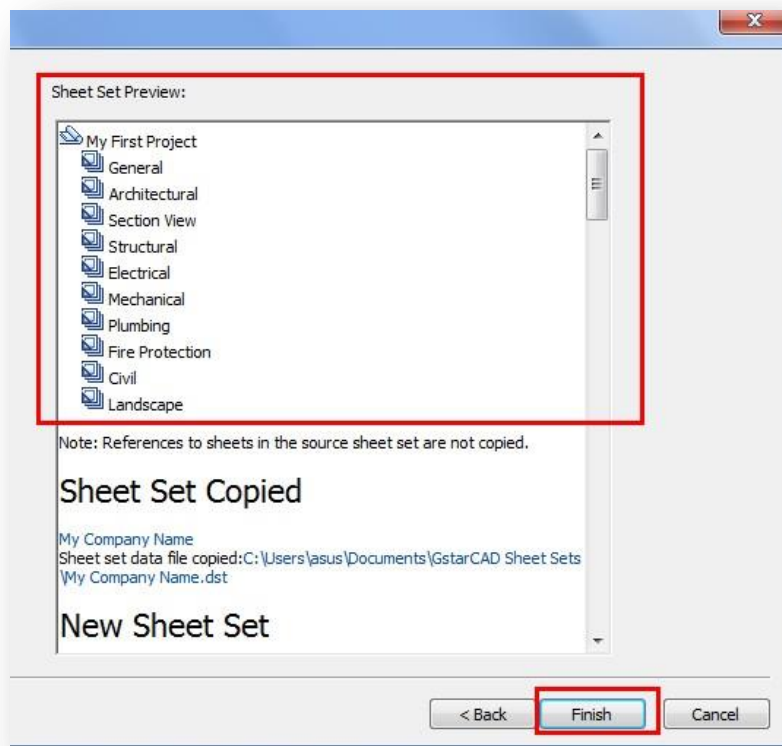 Sheet Set Preview:
My First Project
General
Architectural
Section View
Structural
Electrical
Mechanical
Plumbing
Fire Protection
Civil
Landscape
Note: References to sheets in the source sheet set are not copied.
Sheet Set Copied
My Company Name
Sheet set data file copied:C:\Users\asus\Documents\GstarCAD Sheet Sets
\My Company Name.dst
New Sheet Set
< Back Finish Cancel